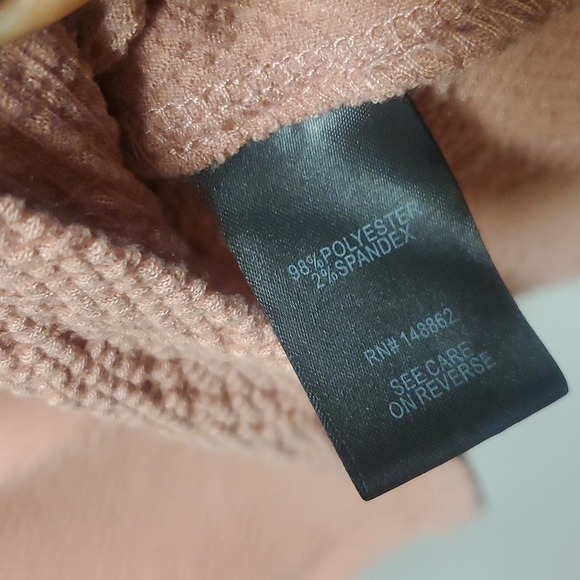 98%POLYESTER
2%SPANDEX
RN# 148862
SEE CARE
ON REVERSE